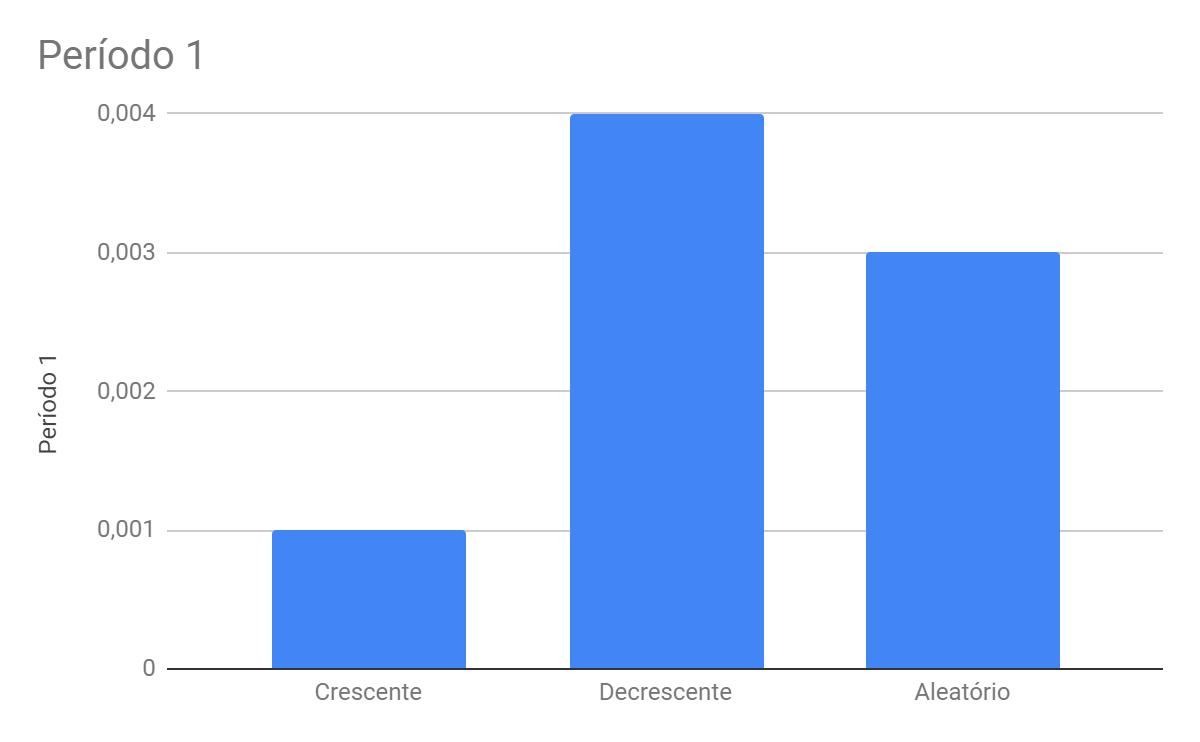 Período 1
0,004
0,003
0,002
0,001
0
Período 1
Crescente
Decrescente
Aleatório